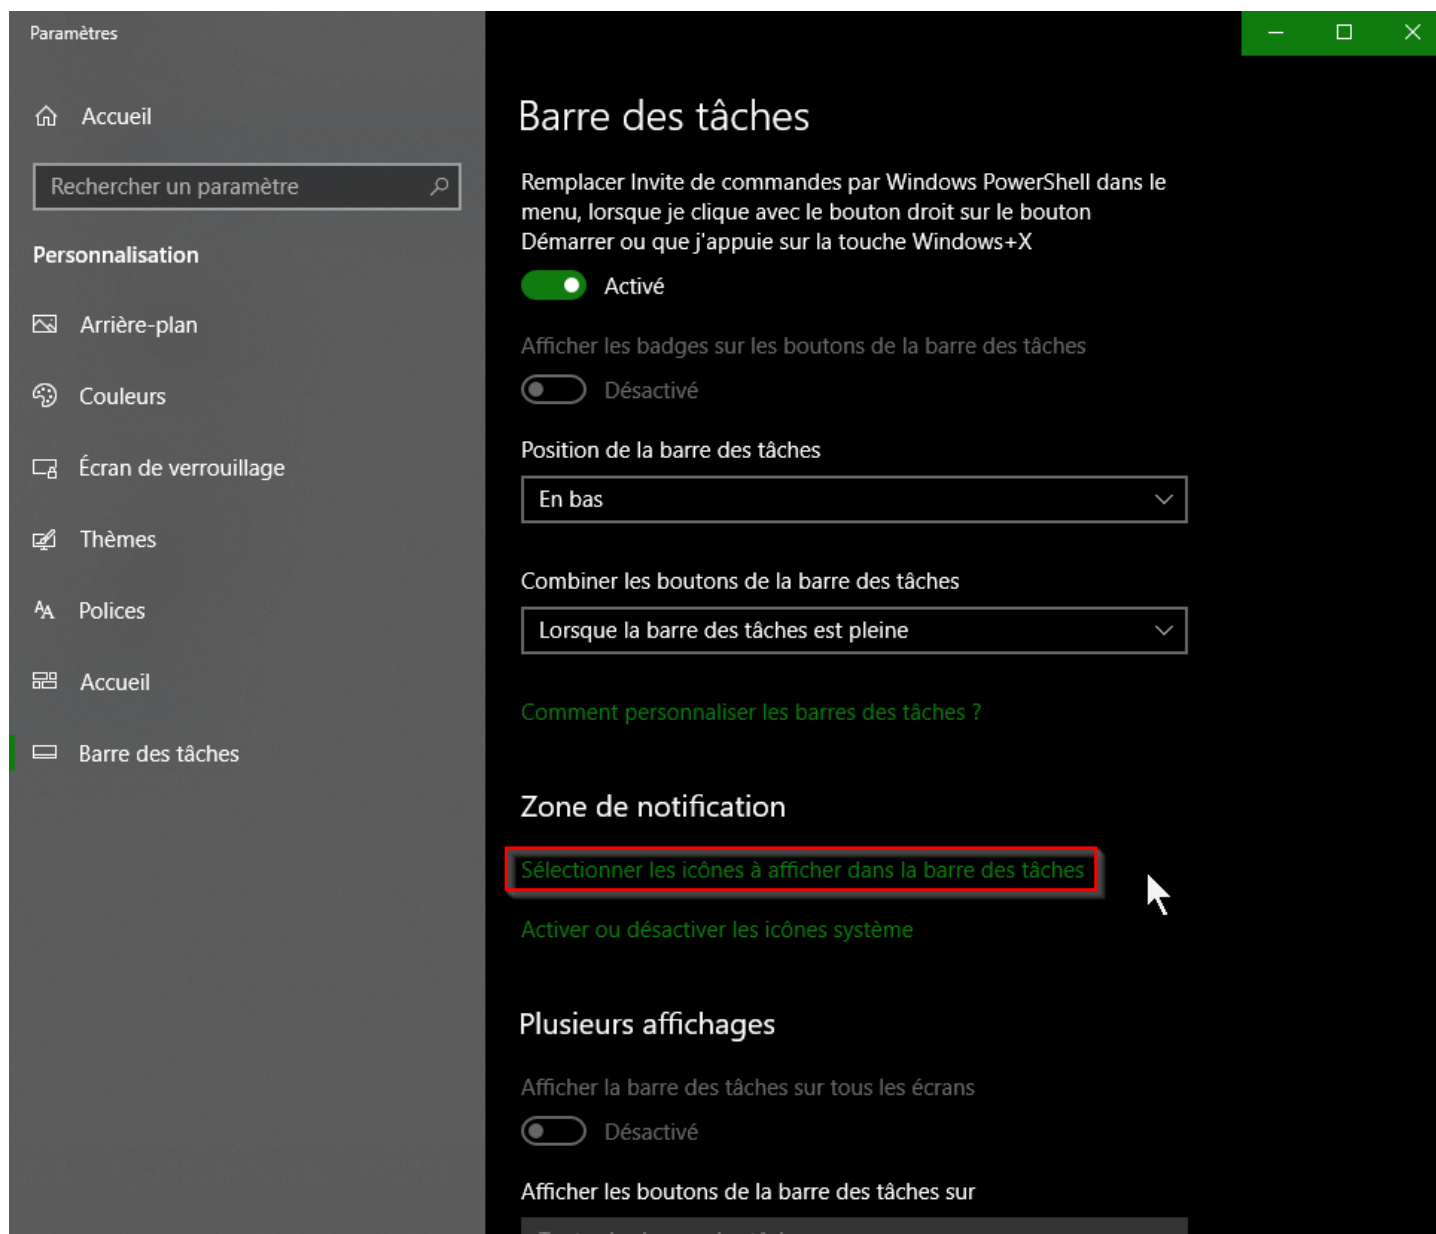 Paramètres
Accueil
Rechercher un paramètre
Personnalisation
Arrière-plan
Couleurs
Écran de verrouillage
Thèmes
Polices
Accueil
Barre des tâches
Barre des tâches
Remplacer Invite de commandes par Windows PowerShell dans le
menu, lorsque je clique avec le bouton droit sur le bouton
Démarrer ou que j'appuie sur la touche Windows+X
Activé
Afficher les badges sur les boutons de la barre des tâches
Désactivé
Position de la barre des tâches
En bas
Combiner les boutons de la barre des tâches
Lorsque la barre des tâches est pleine
Comment personnaliser les barres des tâches ?
Zone de notification
Sélectionner les icônes à afficher dans la barre des tâches
Activer ou désactiver les icônes système
Plusieurs affichages
Afficher la barre des tâches sur tous les écrans
Désactivé
Afficher les boutons de la barre des tâches sur